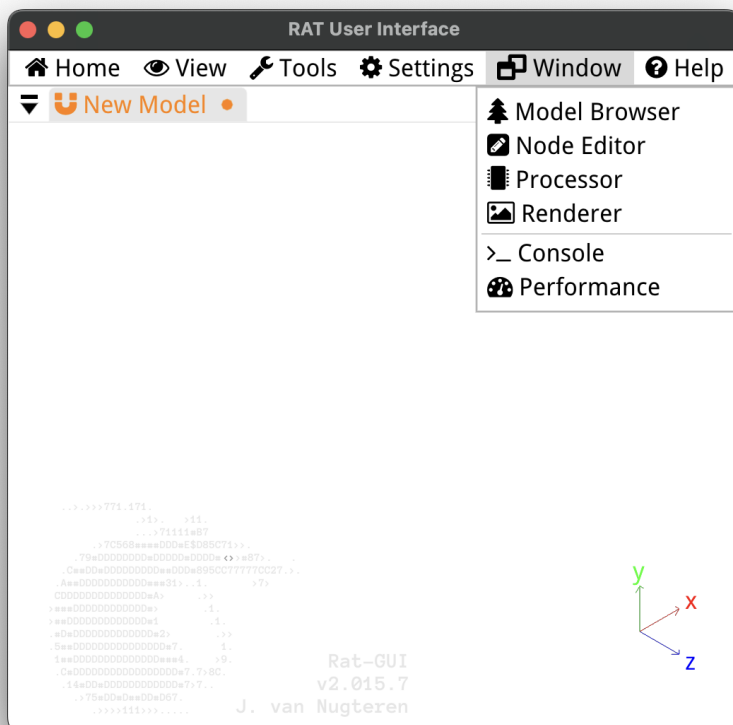 RAT User Interface
Home View Tools Settings Window Help
New Model
Model Browser
Node Editor
Processor
Renderer
Console
Performance
y
x
z
Rat-GUI
v2.015.7
J. van Nugteren